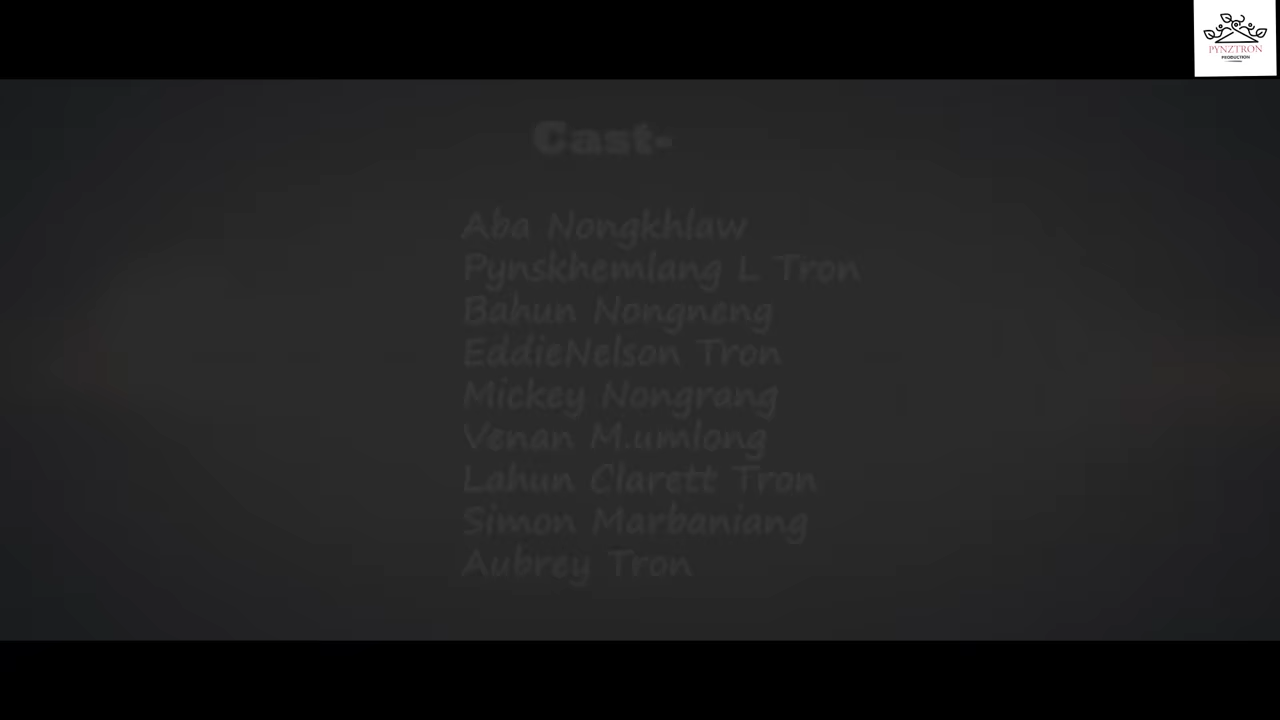 PYNZTRON
PRODUCTION
Cast-
Aba Nongkhlaw
Pynskhemlang L Tron
Bahun Nongneng
EddieNelson Tron
Mickey Nongrang
Venan M.umlong
Lahun Clarett Tron
Simon Marbaniang
Aubrey Tron